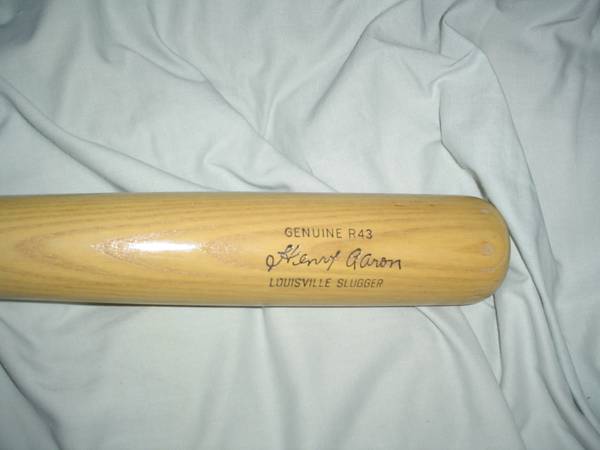 GENUINE R43
Henry Aaron
LOUISVILLE SLUGGER